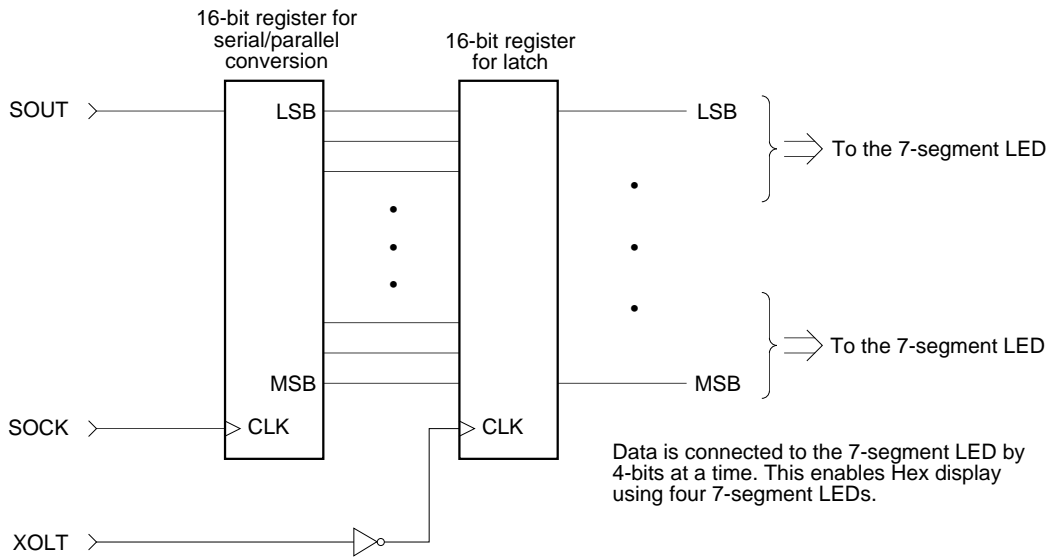 16-bit register for
serial/parallel
conversion
16-bit register
for latch
SOUT
LSB
LSB
To the 7-segment LED
To the 7-segment LED
MSB
MSB
SOCK
CLK
CLK
Data is connected to the 7-segment LED by
4-bits at a time. This enables Hex display
using four 7-segment LEDs.
XOLT